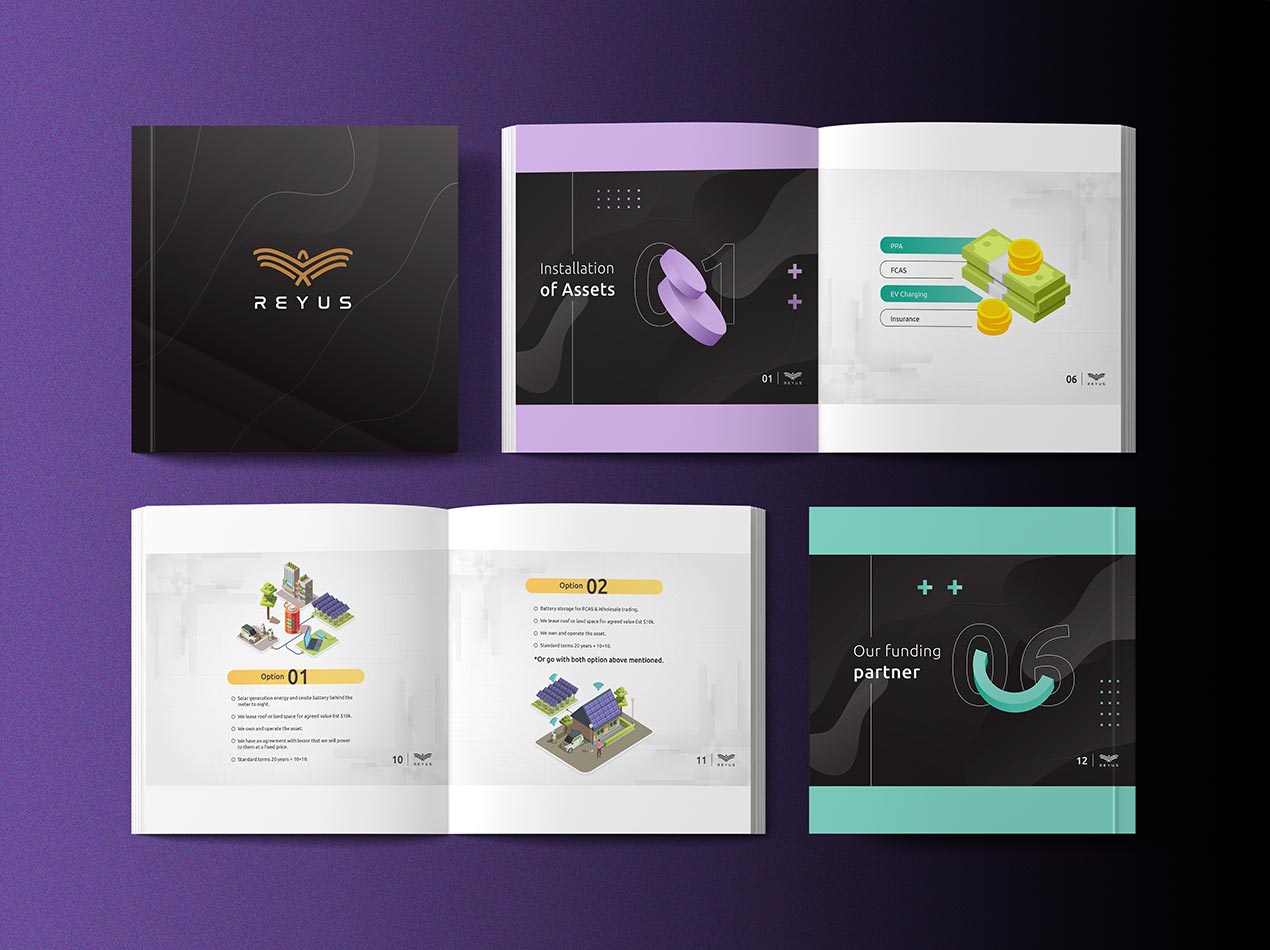 REYUS
Installation
of Assets
01
01
REYUS
PPA
FCAS
EV Charging
Insurance
06
REYUS
Option 01
Solar generation energy and onsite battery behind the
meter to night.
We lease roof or land space for agreed value Est $10k.
We own and operate the asset.
We have an agreement with lessor that we sell power
to them at a fixed price.
Standard terms 20 years + 10+10.
10
REYUS
Option 02
Battery storage for FCAS & Wholesale trading.
We lease roof or land space for agreed value Est $10k.
We own and operate the asset.
Standard terms 20 years + 10+10.
*Or go with both option above mentioned.
11
REYUS
Our funding
partner
06
12
REYUS